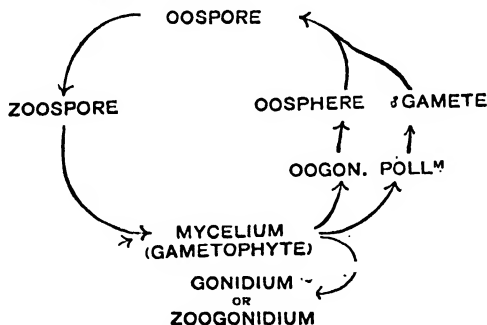 OOSPORE
ZOOSPORE
OOSPHERE ♂GAMETE
OOGON. POLLᴹ
MYCELIUM
(GAMETOPHYTE)
GONIDIUM
OR
ZOOGONIDIUM